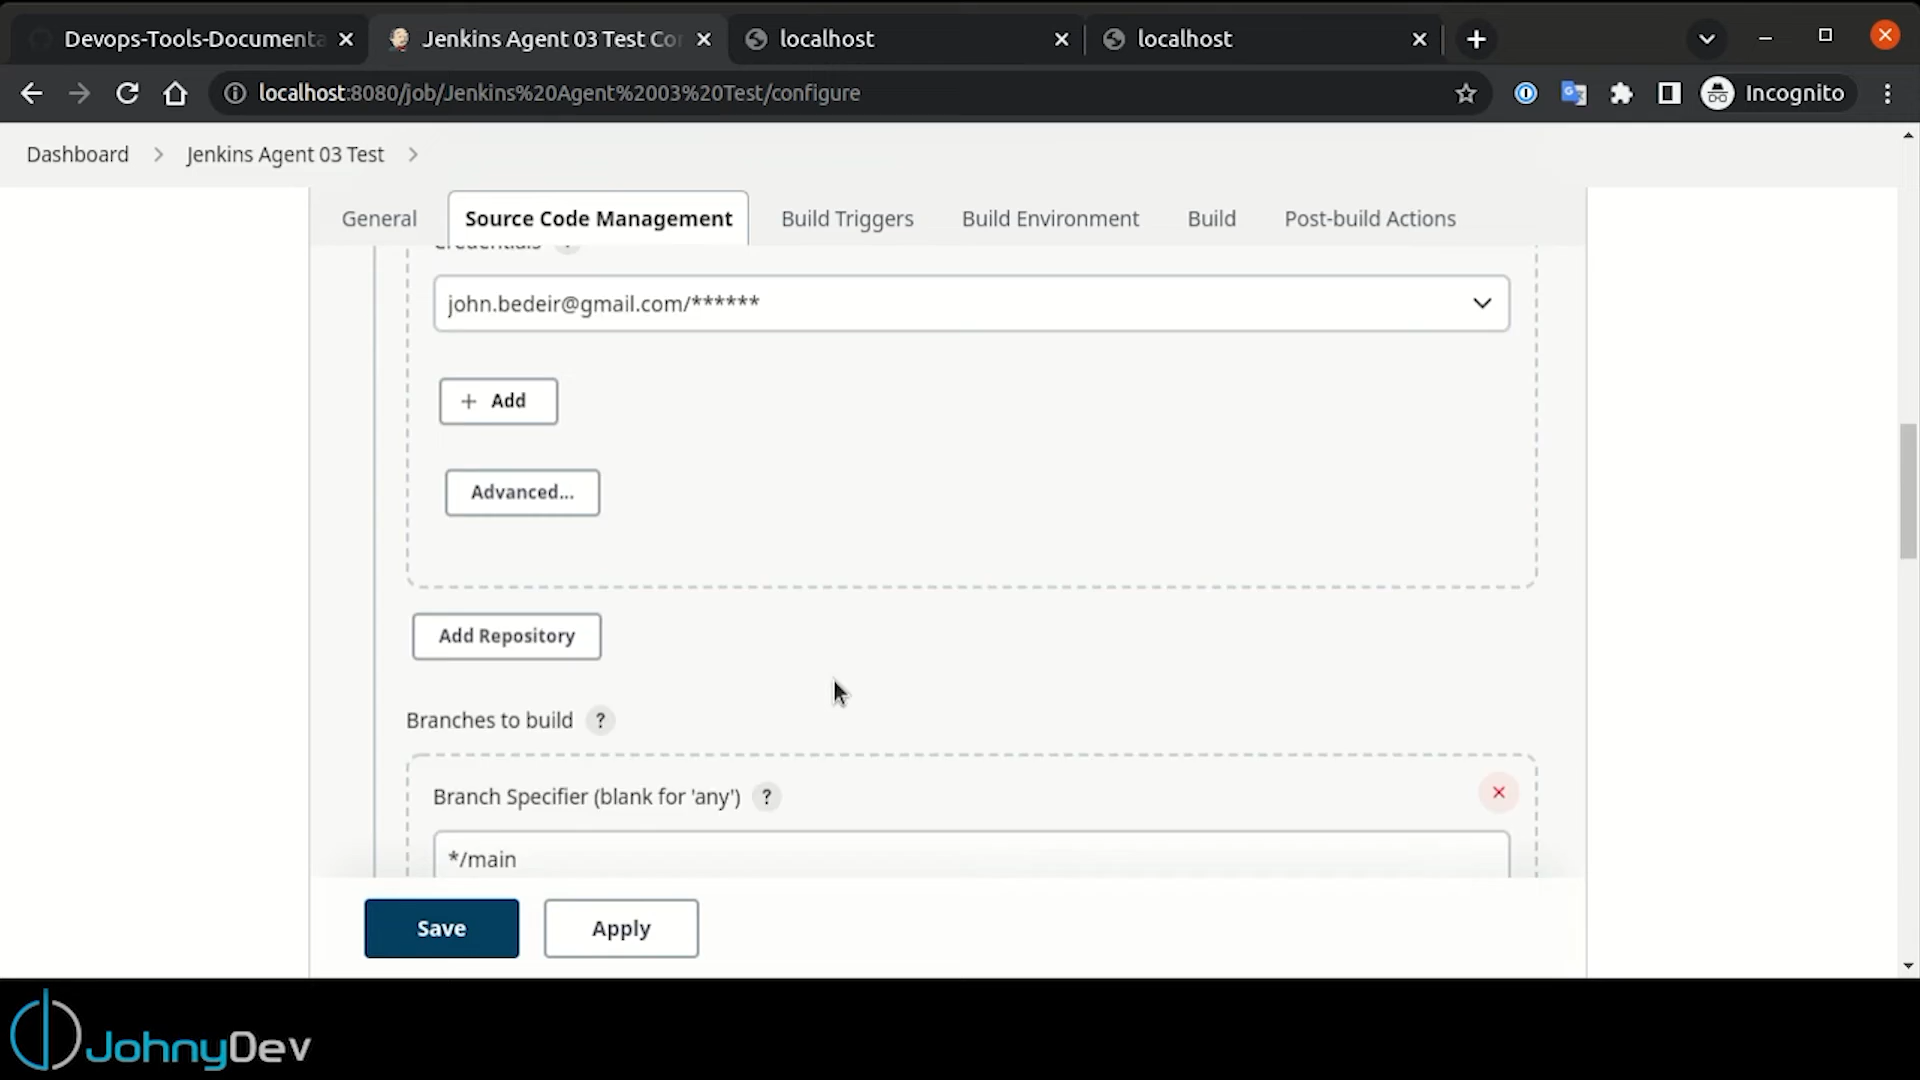 Devops-Tools-Documenta
Jenkins Agent 03 Test Co
localhost
localhost
localhost:8080/job/Jenkins%20Agent%2003%20Test/configure
Incognito
Dashboard
Jenkins Agent 03 Test
General
Source Code Management
Build Triggers
Build Environment
Build
Post-build Actions
Credentials
john.bedeir@gmail.com/******
+ Add
Advanced...
Add Repository
Branches to build ?
Branch Specifier (blank for 'any') ?
*/main
Save
Apply
JohnyDev